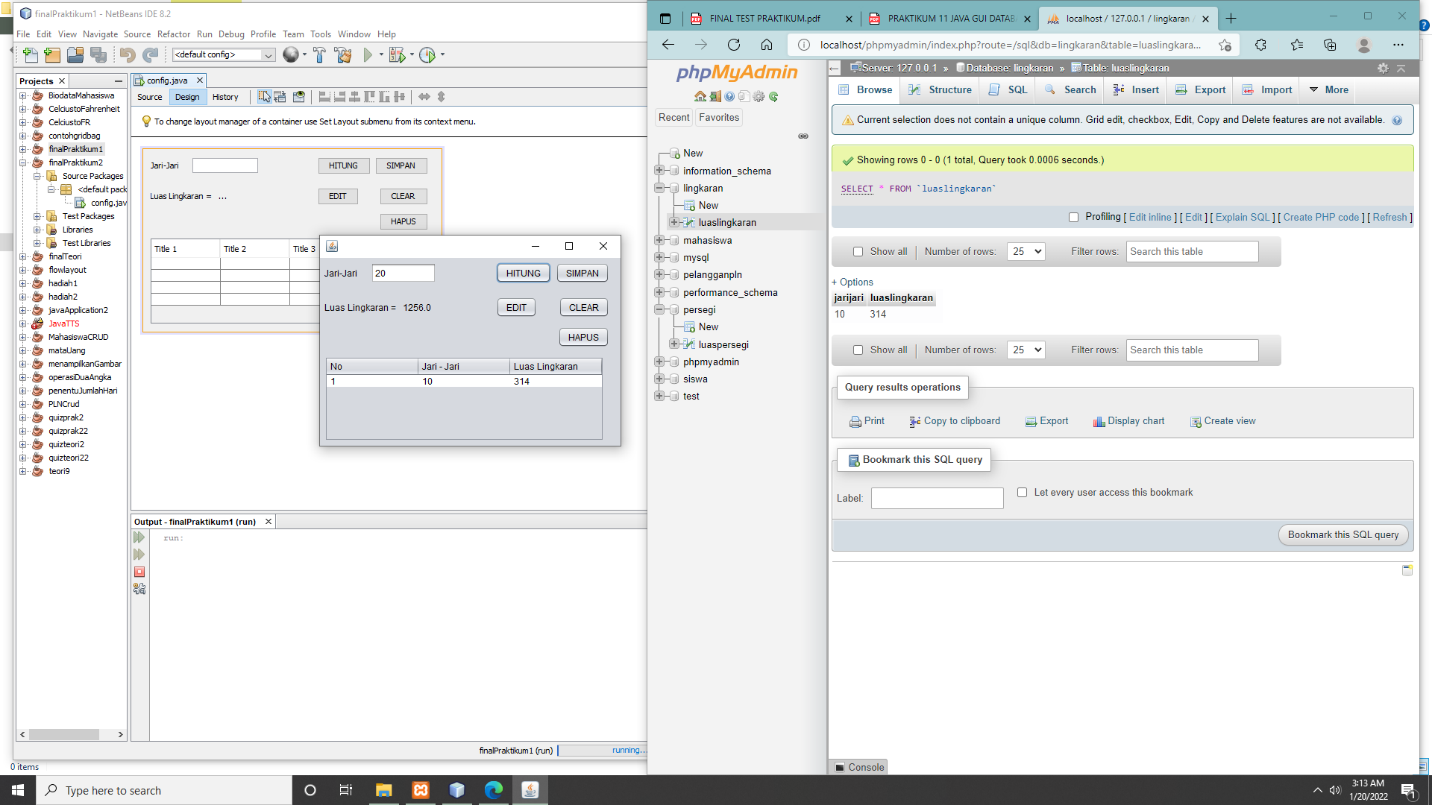 finalPraktikum1 - NetBeans IDE 8.2
File Edit View Navigate Source Refactor Run Debug Profile Team Tools Window Help
<default config>
Projects
BiodataMahasiswa
CelciustoFahrenheit
CelciustoFR
contohgridbag
finalPraktikum1
finalPraktikum2
Source Packages
<default pack
config.jav
Test Packages
Libraries
Test Libraries
finalTeori
flowlayout
hadiah1
hadiah2
javaApplication2
JavaTTS
MahasiswaCRUD
mataUang
menampilkanGambar
operasiDuaAngka
penentuJumlahHari
PLNCrud
quizprak2
quizprak22
quizteori2
quizteori22
teori9
config.java
Source Design History
To change layout manager of a container use Set Layout submenu from its context menu.
Jari-Jari HITUNG SIMPAN
Luas Lingkaran = ... EDIT CLEAR
HAPUS
Title 1 Title 2 Title 3
Jari-Jari 20 HITUNG SIMPAN
Luas Lingkaran = 1256.0 EDIT CLEAR
HAPUS
No Jari - Jari Luas Lingkaran
1 10 314
Output - finalPraktikum1 (run)
run:
finalPraktikum1 (run) running...
0 items
FINAL TEST PRAKTIKUM.pdf
PRAKTIKUM 11 JAVA GUI DATAB
localhost / 127.0.0.1 / lingkaran /
localhost/phpmyadmin/index.php?route=/sql&db=lingkaran&table=luaslingkara...
phpMyAdmin
Recent Favorites
New
information_schema
lingkaran
New
luaslingkaran
mahasiswa
mysql
pelangganpln
performance_schema
persegi
New
luaspersegi
phpmyadmin
siswa
test
Server: 127.0.0.1 » Database: lingkaran » Table: luaslingkaran
Browse Structure SQL Search Insert Export Import More
Current selection does not contain a unique column. Grid edit, checkbox, Edit, Copy and Delete features are not available.
Showing rows 0 - 0 (1 total, Query took 0.0006 seconds.)
SELECT * FROM `luaslingkaran`
Profiling [ Edit inline ] [ Edit ] [ Explain SQL ] [ Create PHP code ] [ Refresh ]
Show all Number of rows: 25 Filter rows: Search this table
+ Options
jarijari luaslingkaran
10 314
Show all Number of rows: 25 Filter rows: Search this table
Query results operations
Print Copy to clipboard Export Display chart Create view
Bookmark this SQL query
Label: Let every user access this bookmark
Bookmark this SQL query
Console
Type here to search
3:13 AM
1/20/2022
1